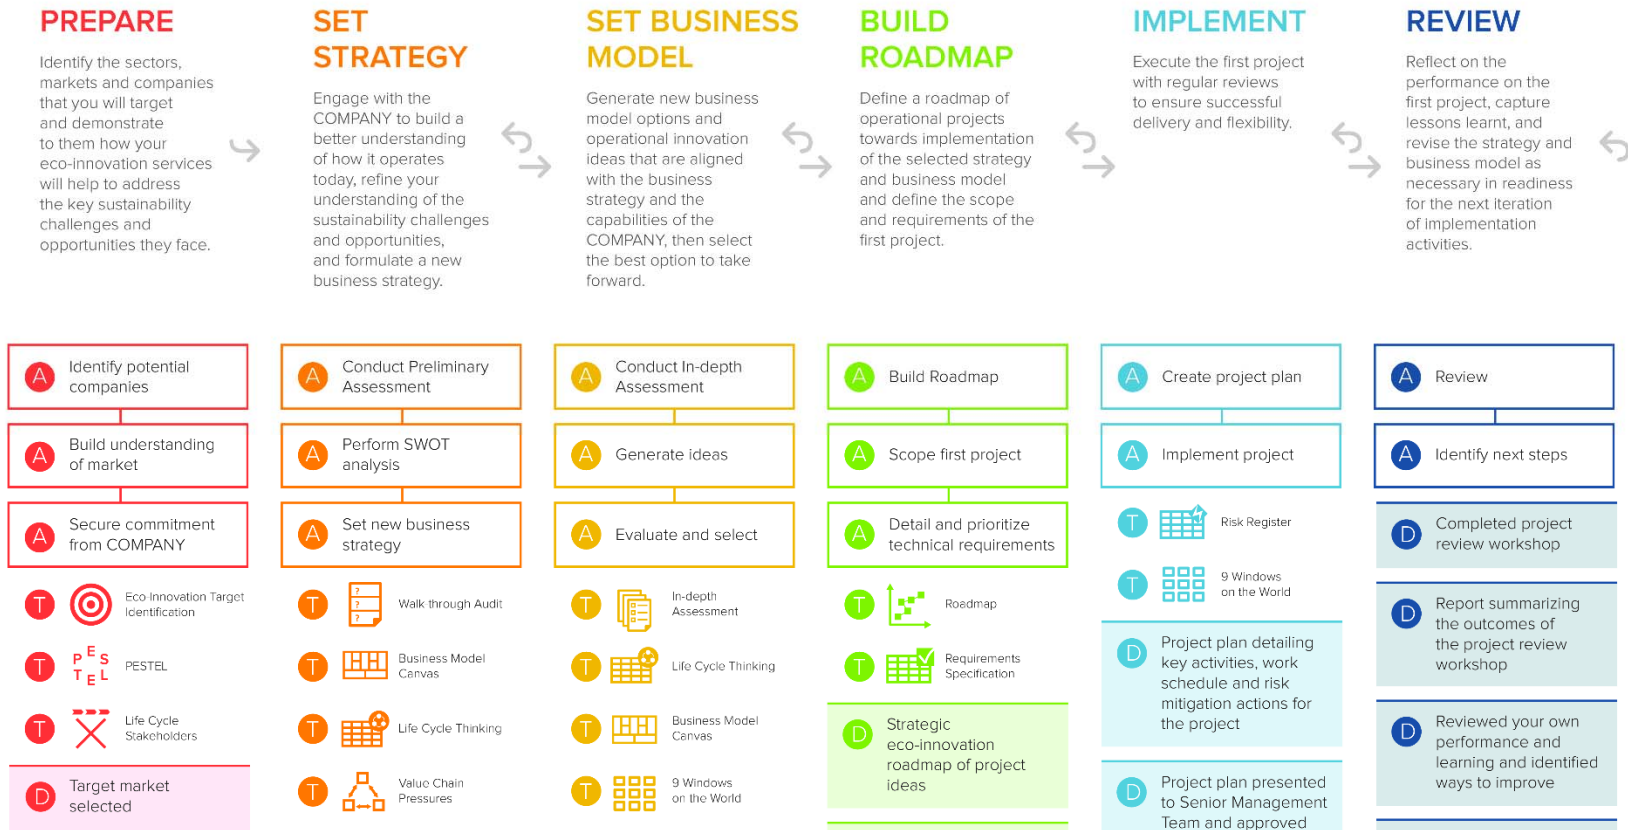 PREPARE
Identify the sectors,
markets and companies
that you will target
and demonstrate
to them how your
eco-innovation services
will help to address
the key sustainability
challenges and
opportunities they face.
SET
STRATEGY
Engage with the
COMPANY to build a
better understanding
of how it operates
today, refine your
understanding of the
sustainability challenges
and opportunities,
and formulate a new
business strategy.
SET BUSINESS
MODEL
Generate new business
model options and
operational innovation
ideas that are aligned
with the business
strategy and the
capabilities of the
COMPANY, then select
the best option to take
forward.
BUILD
ROADMAP
Define a roadmap of
operational projects
towards implementation
of the selected strategy
and business model
and define the scope
and requirements of the
first project.
IMPLEMENT
Execute the first project
with regular reviews
to ensure successful
delivery and flexibility.
REVIEW
Reflect on the
performance on the
first project, capture
lessons learnt, and
revise the strategy and
business model as
necessary in readiness
for the next iteration
of implementation
activities.
A Identify potential
companies
A Build understanding
of market
A Secure commitment
from COMPANY
T Eco-Innovation Target
Identification
T PESTEL PESTEL
T Life Cycle
Stakeholders
D Target market
selected
A Conduct Preliminary
Assessment
A Perform SWOT
analysis
A Set new business
strategy
T ? ? ? Walk through Audit
T Business Model
Canvas
T Life Cycle Thinking
T Value Chain
Pressures
A Conduct In-depth
Assessment
A Generate ideas
A Evaluate and select
T In-depth
Assessment
T Life Cycle Thinking
T Business Model
Canvas
T 9 Windows
on the World
A Build Roadmap
A Scope first project
A Detail and prioritize
technical requirements
T Roadmap
T Requirements
Specification
D Strategic
eco-innovation
roadmap of project
ideas
A Create project plan
A Implement project
T Risk Register
T 9 Windows
on the World
D Project plan detailing
key activities, work
schedule and risk
mitigation actions for
the project
D Project plan presented
to Senior Management
Team and approved
A Review
A Identify next steps
D Completed project
review workshop
D Report summarizing
the outcomes of
the project review
workshop
D Reviewed your own
performance and
learning and identified
ways to improve